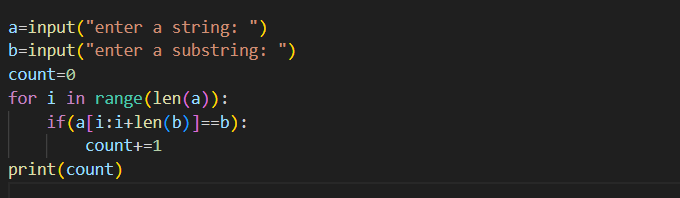 a=input("enter a string: ")
b=input("enter a substring: ")
count=0
for i in range(len(a)):
    if(a[i:i+len(b)]==b):
        count+=1
print(count)